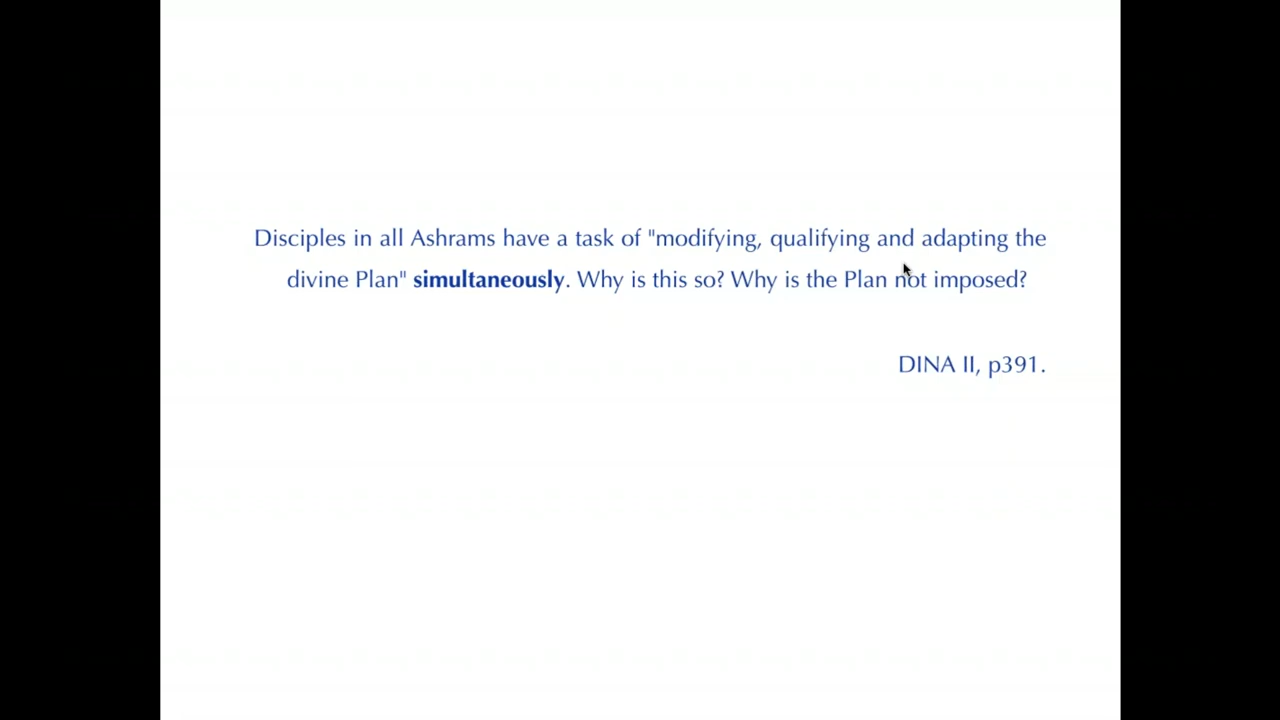 Disciples in all Ashrams have a task of "modifying, qualifying and adapting the
divine Plan" simultaneously. Why is this so? Why is the Plan not imposed?
DINA II, p391.